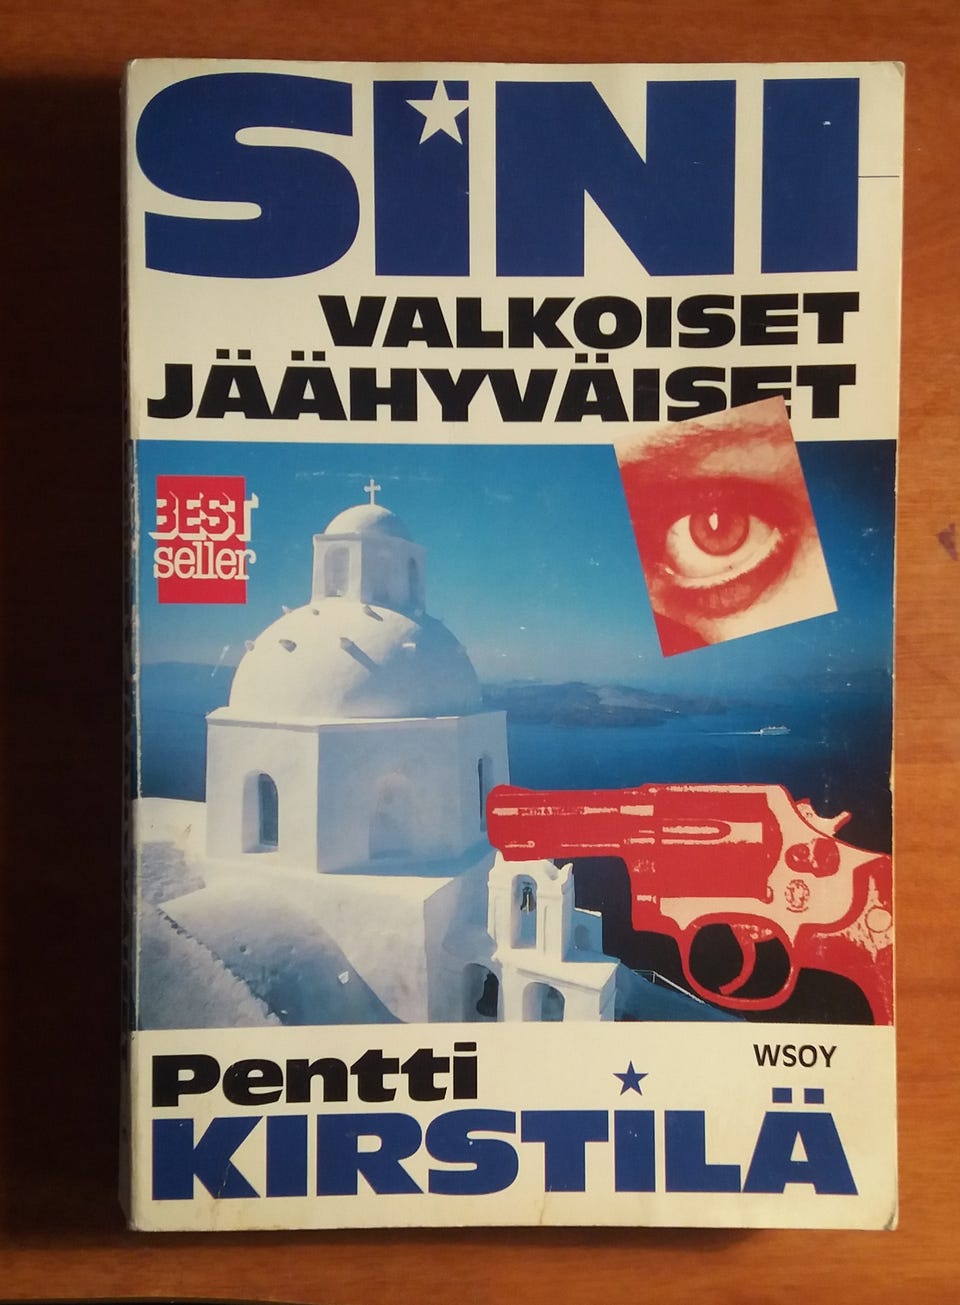 SiNI
VALKOISET
JÄÄHYVÄISET
BEST
seller
Pentti
WSOY
KIRSTiLÄ